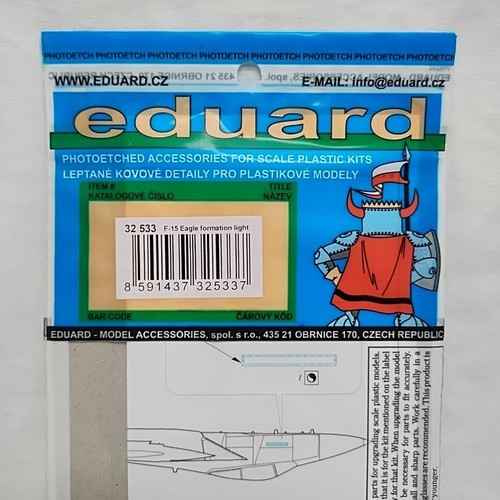 PHOTOETCH PHOTOETCH PHOTOETCH PHOTOETCH PHOTOETCH PHOTOETCH PHOTOETCH PHOTOETCH
WWW.EDUARD.CZ
E-MAIL: info@eduard.cz
eduard
PHOTOETCHED ACCESSORIES FOR SCALE PLASTIC KITS
LEPTANÉ KOVOVÉ DETAILY PRO PLASTIKOVÉ MODELY
ITEM #
KATALOGOVÉ ČÍSLO
TITLE
NÁZEV
32 533 F-15 Eagle formation light
8 591437 325337
BAR CODE
ČÁROVÝ KÓD
EDUARD - MODEL ACCESSORIES, spol. s r.o., 435 21 OBRNICE 170, CZECH REPUBLIC
1
parts for upgrading scale plastic models.
that it is for the kit mentioned on the label
for that kit. When upgrading the model
be necessary for parts to fit accurately.
all and sharp parts. Work carefully in a
glasses are recommended. This product is
younger.